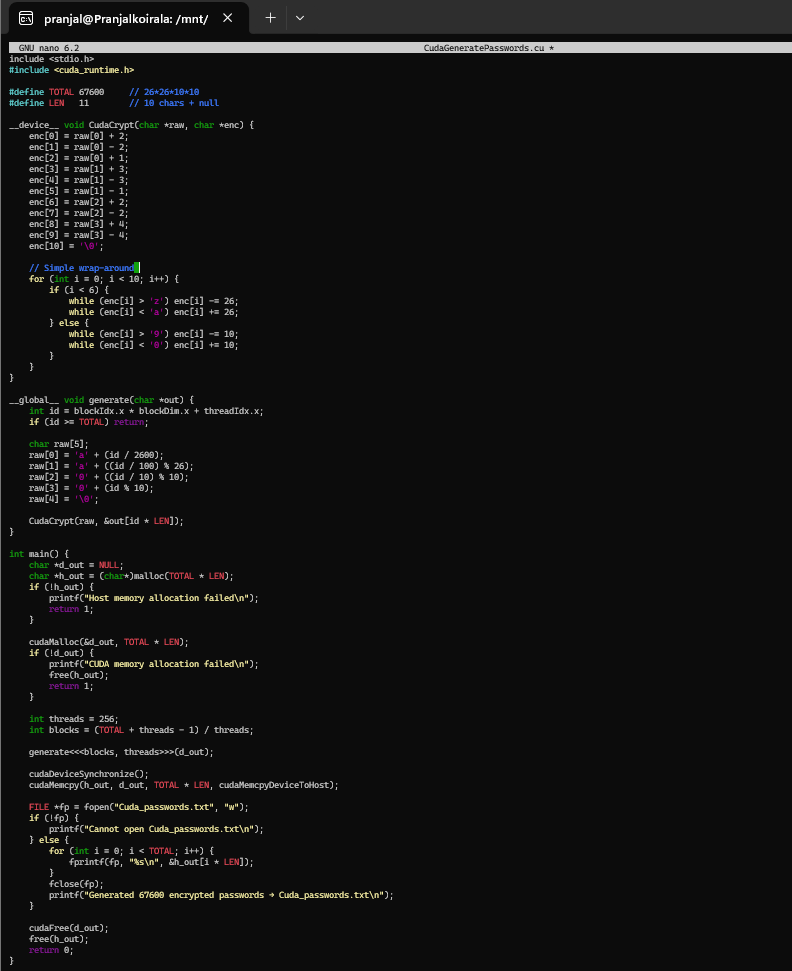 pranjal@Pranjalkoirala: /mnt/
GNU nano 6.2 CudaGeneratePasswords.cu *
include <stdio.h>
#include <cuda_runtime.h>

#define TOTAL 67600     // 26*26*10*10
#define LEN   11        // 10 chars + null

__device__ void CudaCrypt(char *raw, char *enc) {
    enc[0] = raw[0] + 2;
    enc[1] = raw[0] - 2;
    enc[2] = raw[0] + 1;
    enc[3] = raw[1] + 3;
    enc[4] = raw[1] - 3;
    enc[5] = raw[1] - 1;
    enc[6] = raw[2] + 2;
    enc[7] = raw[2] - 2;
    enc[8] = raw[3] + 4;
    enc[9] = raw[3] - 4;
    enc[10] = '\0';

    // Simple wrap-around
    for (int i = 0; i < 10; i++) {
        if (i < 6) {
            while (enc[i] > 'z') enc[i] -= 26;
            while (enc[i] < 'a') enc[i] += 26;
        } else {
            while (enc[i] > '9') enc[i] -= 10;
            while (enc[i] < '0') enc[i] += 10;
        }
    }
}

__global__ void generate(char *out) {
    int id = blockIdx.x * blockDim.x + threadIdx.x;
    if (id >= TOTAL) return;

    char raw[5];
    raw[0] = 'a' + (id / 2600);
    raw[1] = 'a' + ((id / 100) % 26);
    raw[2] = '0' + ((id / 10) % 10);
    raw[3] = '0' + (id % 10);
    raw[4] = '\0';

    CudaCrypt(raw, &out[id * LEN]);
}

int main() {
    char *d_out = NULL;
    char *h_out = (char*)malloc(TOTAL * LEN);
    if (!h_out) {
        printf("Host memory allocation failed\n");
        return 1;
    }

    cudaMalloc(&d_out, TOTAL * LEN);
    if (!d_out) {
        printf("CUDA memory allocation failed\n");
        free(h_out);
        return 1;
    }

    int threads = 256;
    int blocks = (TOTAL + threads - 1) / threads;

    generate<<<blocks, threads>>>(d_out);

    cudaDeviceSynchronize();
    cudaMemcpy(h_out, d_out, TOTAL * LEN, cudaMemcpyDeviceToHost);

    FILE *fp = fopen("Cuda_passwords.txt", "w");
    if (!fp) {
        printf("Cannot open Cuda_passwords.txt\n");
    } else {
        for (int i = 0; i < TOTAL; i++) {
            fprintf(fp, "%s\n", &h_out[i * LEN]);
        }
        fclose(fp);
        printf("Generated 67600 encrypted passwords → Cuda_passwords.txt\n");
    }

    cudaFree(d_out);
    free(h_out);
    return 0;
}